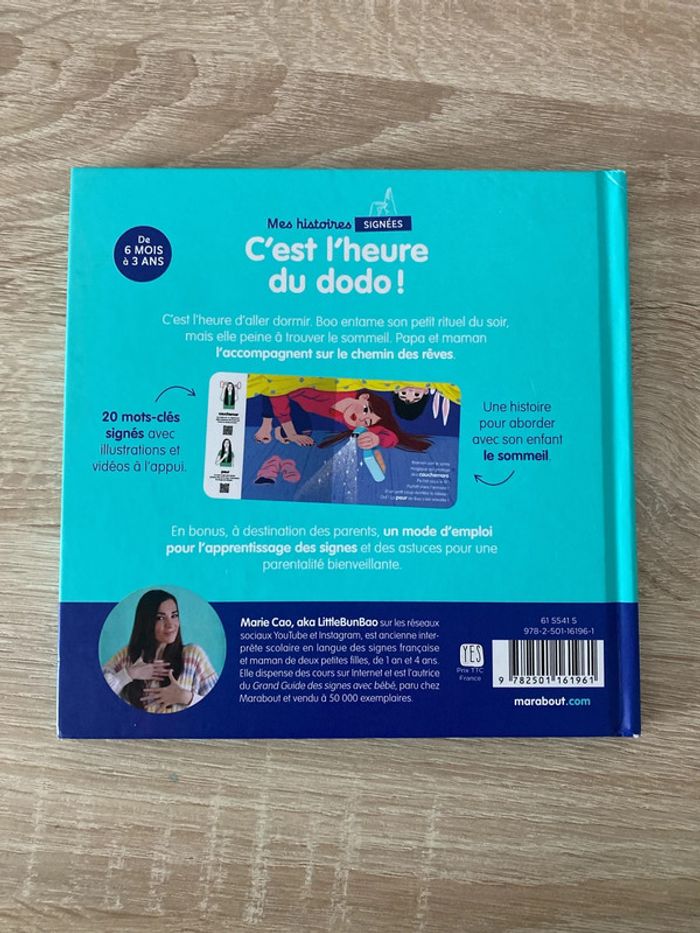 Mes histoires SIGNÉES
C'est l'heure
du dodo !
De
6 MOIS
à 3 ANS
C'est l'heure d'aller dormir. Boo entame son petit rituel du soir,
mais elle peine à trouver le sommeil. Papa et maman
l'accompagnent sur le chemin des rêves.
20 mots-clés
signés avec
illustrations et
vidéos à l'appui.
cauchemar
peur
Une histoire
pour aborder
avec son enfant
le sommeil.
En bonus, à destination des parents, un mode d'emploi
pour l'apprentissage des signes et des astuces pour une
parentalité bienveillante.
Marie Cao, aka LittleBunBao sur les réseaux
sociaux YouTube et Instagram, est ancienne inter-
prète scolaire en langue des signes française
et maman de deux petites filles, de 1 an et 4 ans.
Elle dispense des cours sur Internet et est l'autrice
du Grand Guide des signes avec bébé, paru chez
Marabout et vendu à 50 000 exemplaires.
YES
Prix TTC
France
61 5541 5
978-2-501-16196-1
9 782501 161961
marabout.com